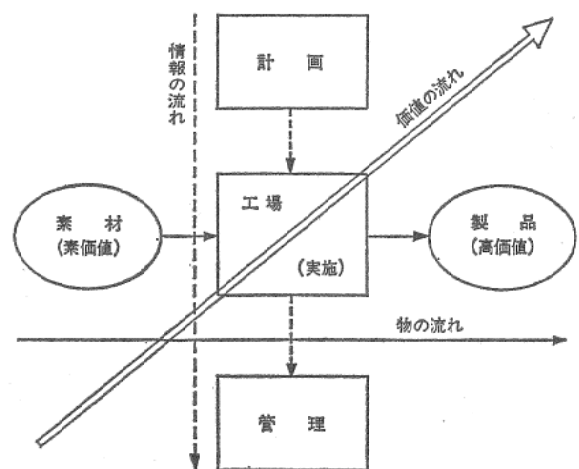 計画
情報の流れ
価値の流れ
工場
(実施)
素材
(素価値)
製品
(高価値)
物の流れ
管理